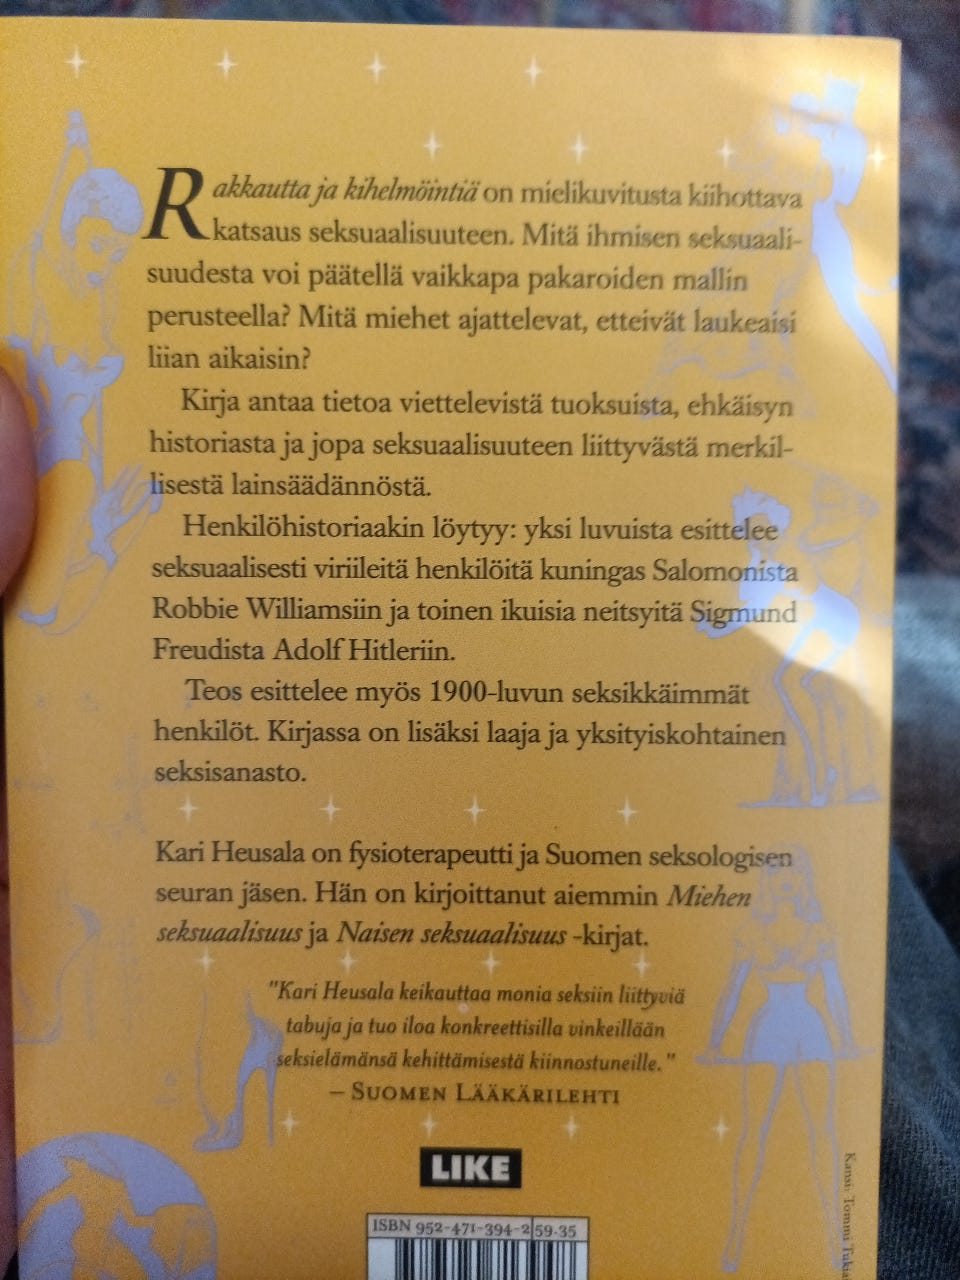 Rakkautta ja kihelmöintiä on mielikuvitusta kiihottava
katsaus seksuaalisuuteen. Mitä ihmisen seksuaali-
suudesta voi päätellä vaikkapa pakaroiden mallin
perusteella? Mitä miehet ajattelevat, etteivät laukeaisi
liian aikaisin?
Kirja antaa tietoa viettelevistä tuoksuista, ehkäisyn
historiasta ja jopa seksuaalisuuteen liittyvästä merkil-
lisestä lainsäädännöstä.
Henkilöhistoriaakin löytyy: yksi luvuista esittelee
seksuaalisesti viriileitä henkilöitä kuningas Salomonista
Robbie Williamsiin ja toinen ikuisia neitsyitä Sigmund
Freudista Adolf Hitleriin.
Teos esittelee myös 1900-luvun seksikkäimmät
henkilöt. Kirjassa on lisäksi laaja ja yksityiskohtainen
seksisanasto.
Kari Heusala on fysioterapeutti ja Suomen seksologisen
seuran jäsen. Hän on kirjoittanut aiemmin Miehen
seksuaalisuus ja Naisen seksuaalisuus -kirjat.
"Kari Heusala keikauttaa monia seksiin liittyviä
tabuja ja tuo iloa konkreettisilla vinkeillään
seksielämänsä kehittämisestä kiinnostuneille."
– SUOMEN LÄÄKÄRILEHTI
LIKE
ISBN 952-471-394-2 59.35
Kansi: Tommi